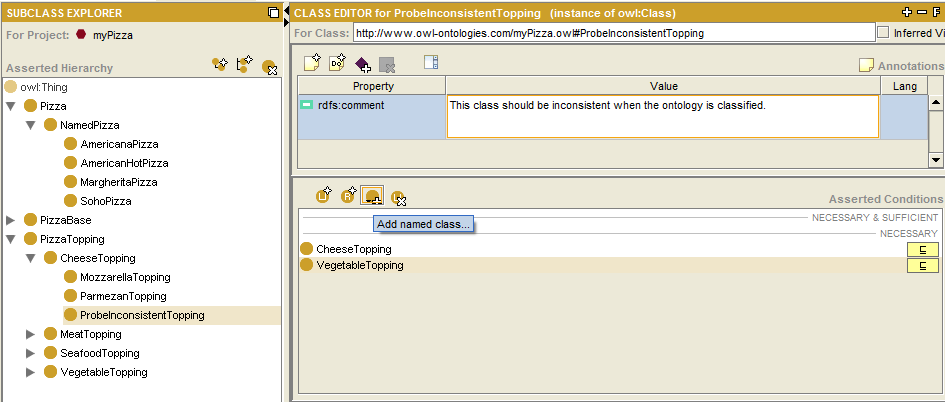 SUBCLASS EXPLORER
For Project: myPizza
Asserted Hierarchy
owl:Thing
Pizza
NamedPizza
AmericanaPizza
AmericanHotPizza
MargheritaPizza
SohoPizza
PizzaBase
PizzaTopping
CheeseTopping
MozzarellaTopping
ParmezanTopping
ProbeInconsistentTopping
MeatTopping
SeafoodTopping
VegetableTopping
CLASS EDITOR for ProbeInconsistentTopping (instance of owl:Class)
For Class: http://www.owl-ontologies.com/myPizza.owl#ProbeInconsistentTopping Inferred Vi
Annotations
Property Value Lang
rdfs:comment This class should be inconsistent when the ontology is classified.
Asserted Conditions
Add named class...
NECESSARY & SUFFICIENT
NECESSARY
CheeseTopping ⊑
VegetableTopping ⊑